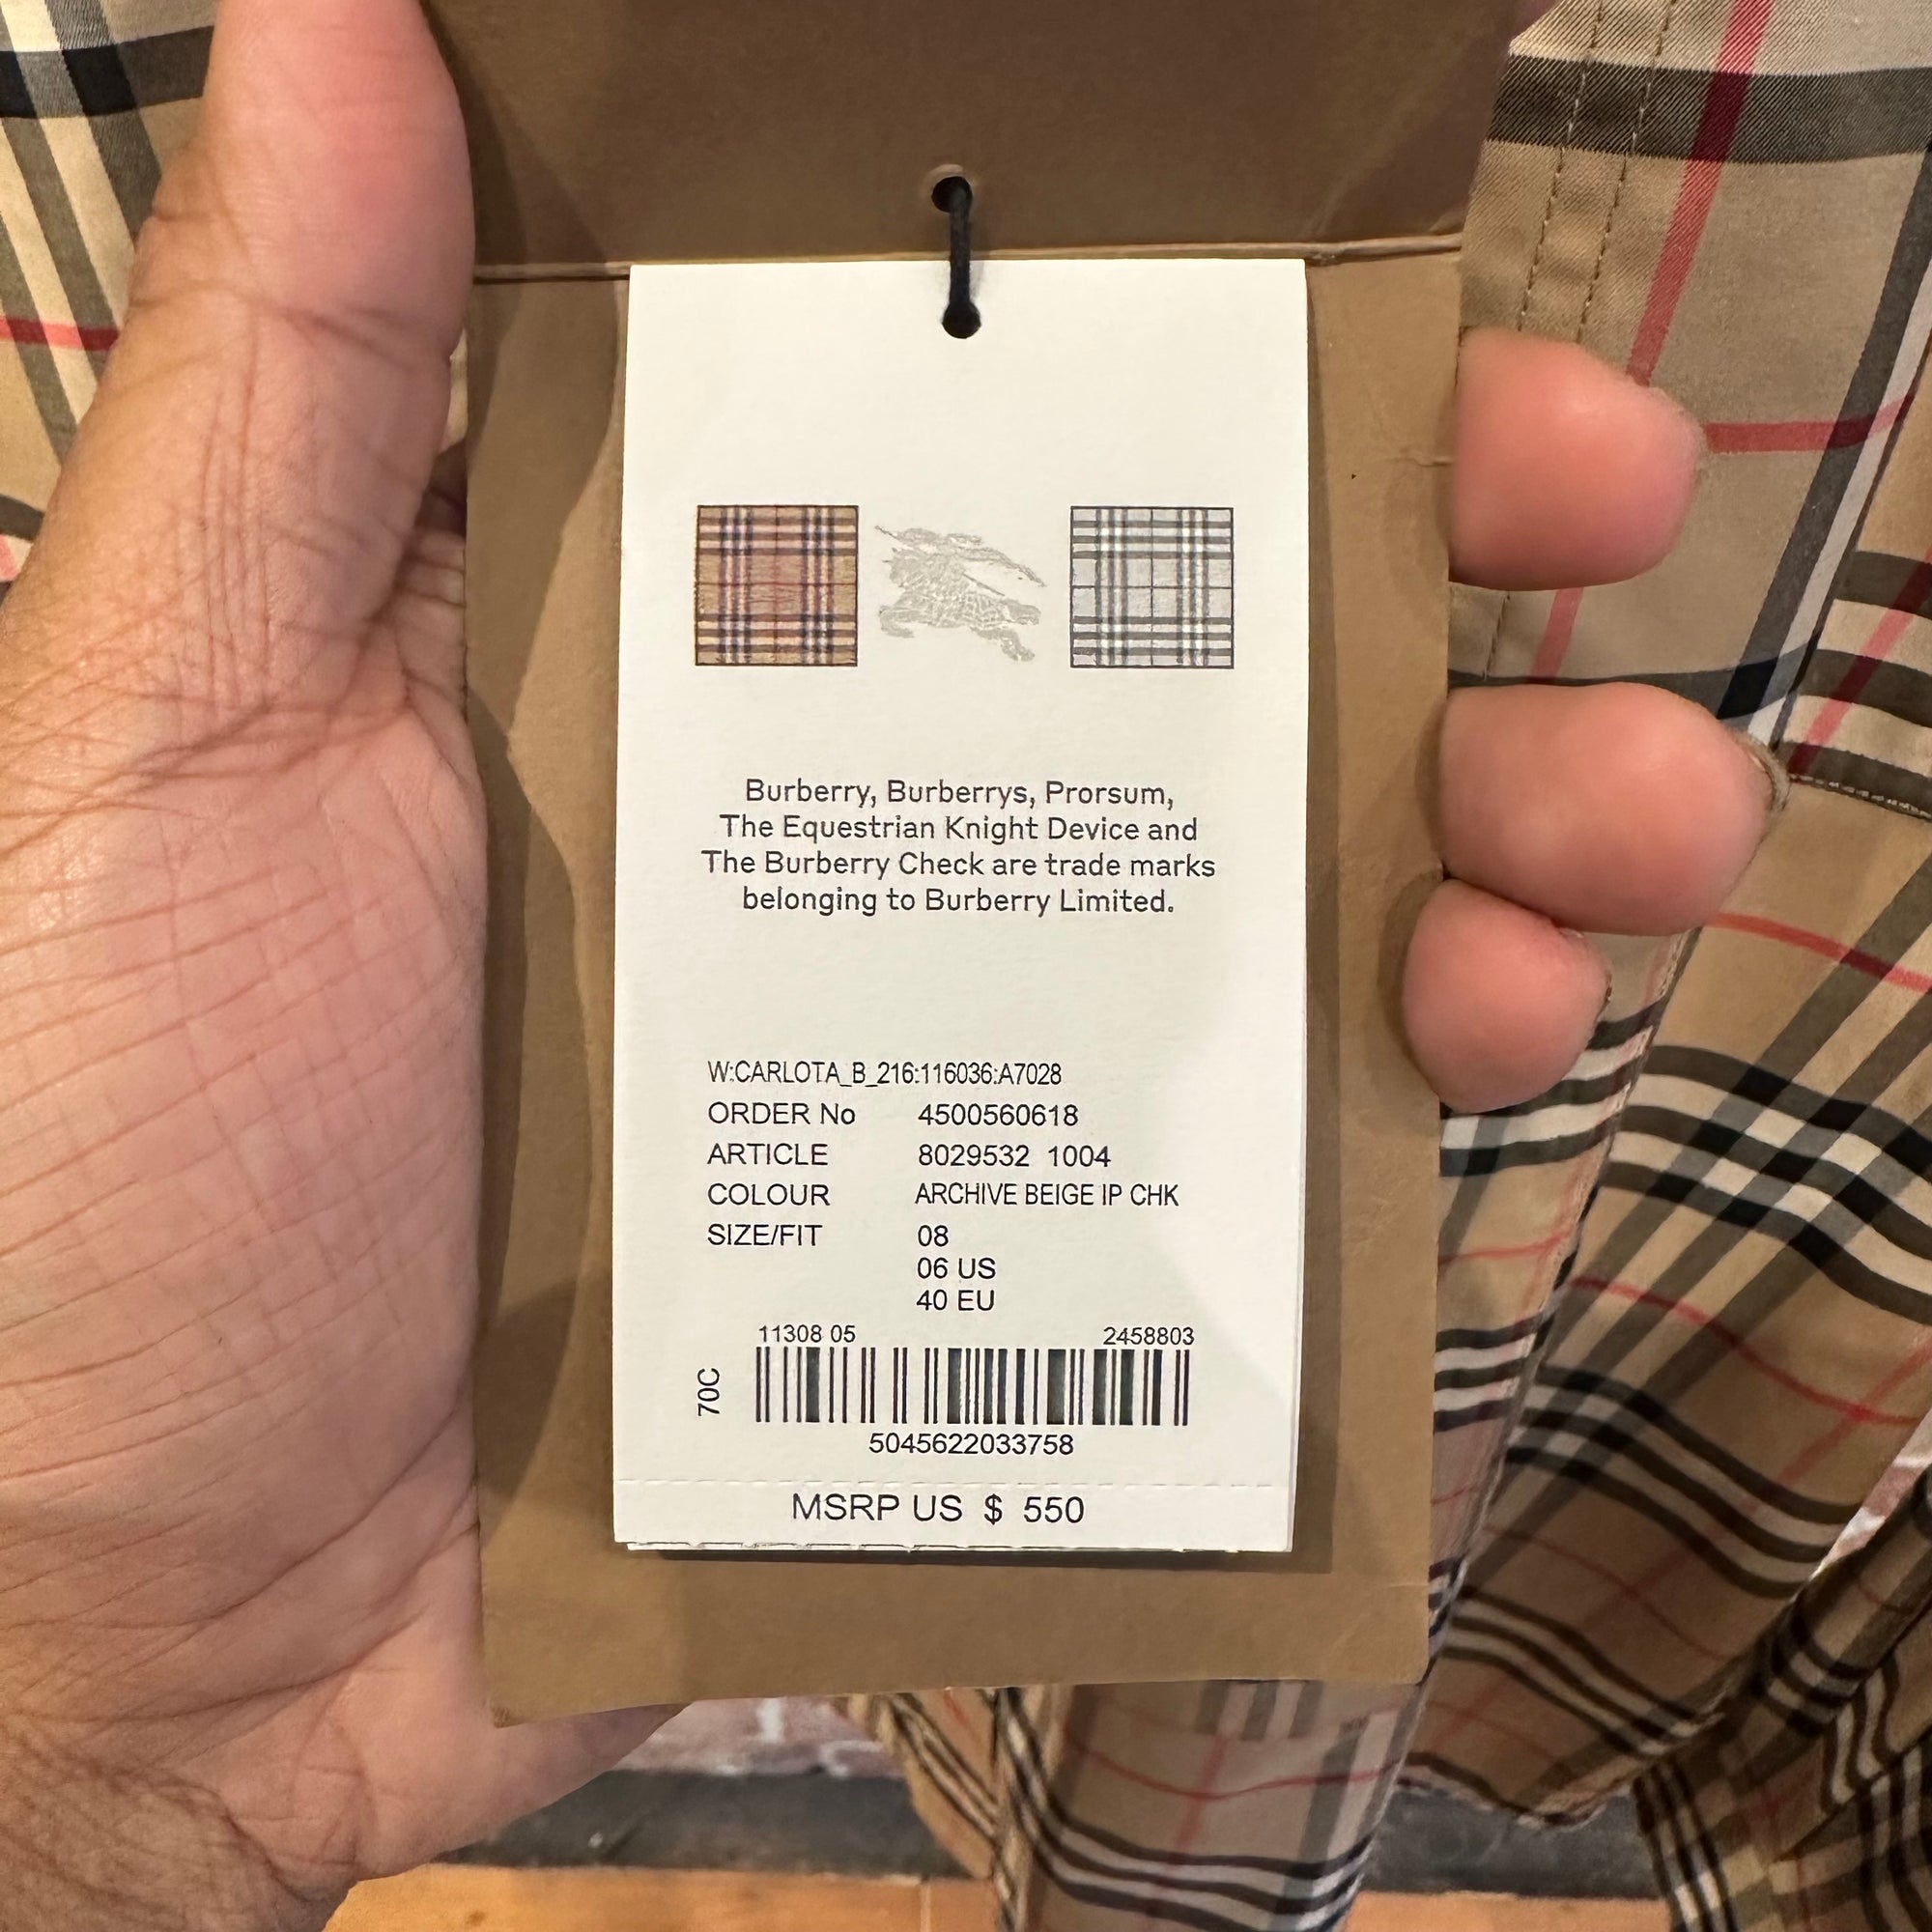 Burberry, Burberrys, Prorsum,
The Equestrian Knight Device and
The Burberry Check are trade marks
belonging to Burberry Limited.
W:CARLOTA_B_216:116036:A7028
ORDER No 4500560618
ARTICLE 8029532 1004
COLOUR ARCHIVE BEIGE IP CHK
SIZE/FIT 08
06 US
40 EU
11308 05 2458803
70C
5045622033758
MSRP US $ 550